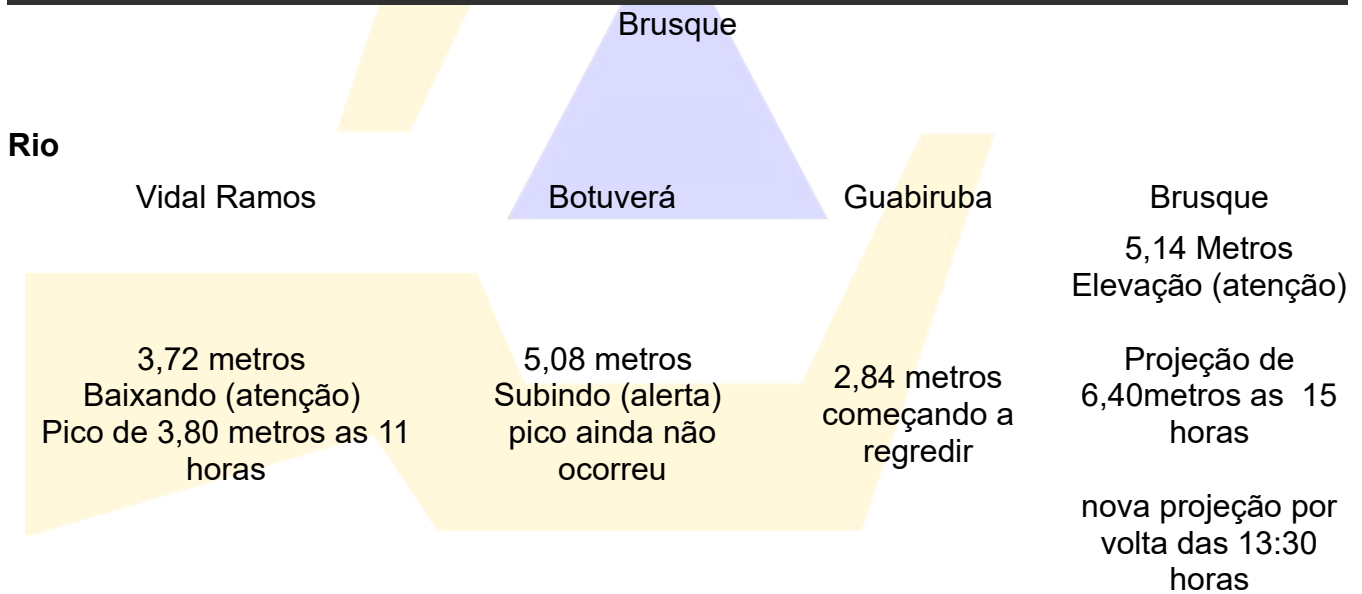 Brusque
Rio
Vidal Ramos
Botuverá
Guabiruba
Brusque
3,72 metros
Baixando (atenção)
Pico de 3,80 metros as 11
horas
5,08 metros
Subindo (alerta)
pico ainda não
ocorreu
2,84 metros
começando a
regredir
5,14 Metros
Elevação (atenção)
Projeção de
6,40metros as 15
horas
nova projeção por
volta das 13:30
horas